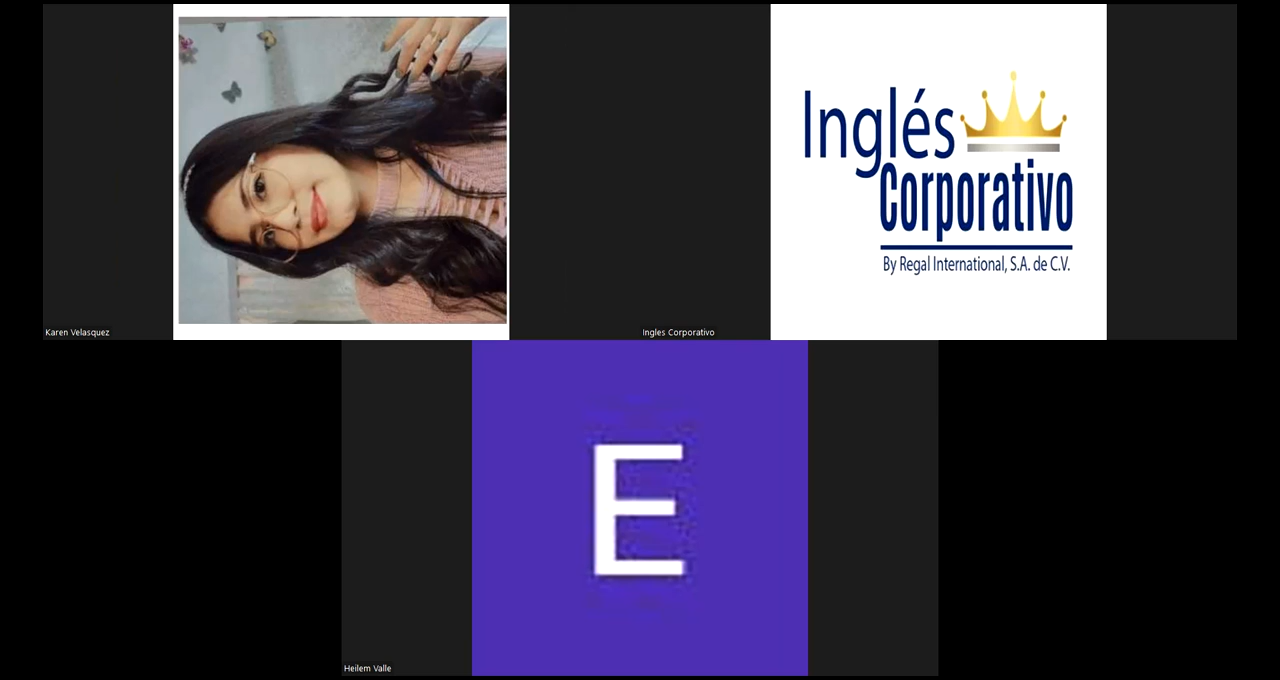 Inglés
Corporativo
By Regal International, S.A. de C.V.
Karen Velasquez
Ingles Corporativo
E
Heilem Valle